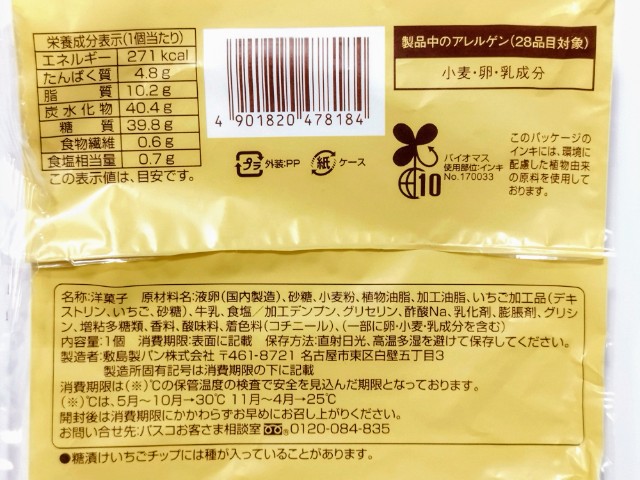 栄養成分表示(1個当たり)
エネルギー 271kcal
たんぱく質 4.8g
脂質 10.2g
炭水化物 40.4g
糖質 39.8g
食物繊維 0.6g
食塩相当量 0.7g
この表示値は、目安です。
4 901820 478184
プラ 外装:PP 紙 ケース
製品中のアレルゲン(28品目対象)
小麦・卵・乳成分
バイオマス
使用部位:インキ
No.170033
10
このパッケージの
インキには、環境に
配慮した植物由来
の原料を使用して
おります。
名称:洋菓子 原材料名:液卵(国内製造)、砂糖、小麦粉、植物油脂、加工油脂、いちご加工品(デキ
ストリン、いちご、砂糖)、牛乳、食塩/加工デンプン、グリセリン、酢酸Na、乳化剤、膨脹剤、グリシ
ン、増粘多糖類、香料、酸味料、着色料(コチニール)、(一部に卵・小麦・乳成分を含む)
内容量:1個 消費期限:表面に記載 保存方法:直射日光、高温多湿を避けて保存してください。
製造者:敷島製パン株式会社 〒461-8721 名古屋市東区白壁五丁目3
製造所固有記号は消費期限の下に記載
消費期限は(※)℃の保管温度の検査で安全を見込んだ期限となっております。
(※)℃は、5月〜10月→30℃ 11月〜4月→25℃
開封後は消費期限にかかわらずお早めにお召し上がりください。
お問い合せ先:パスコお客さま相談室 0120-084-835
●糖漬けいちごチップには種が入っていることがあります。